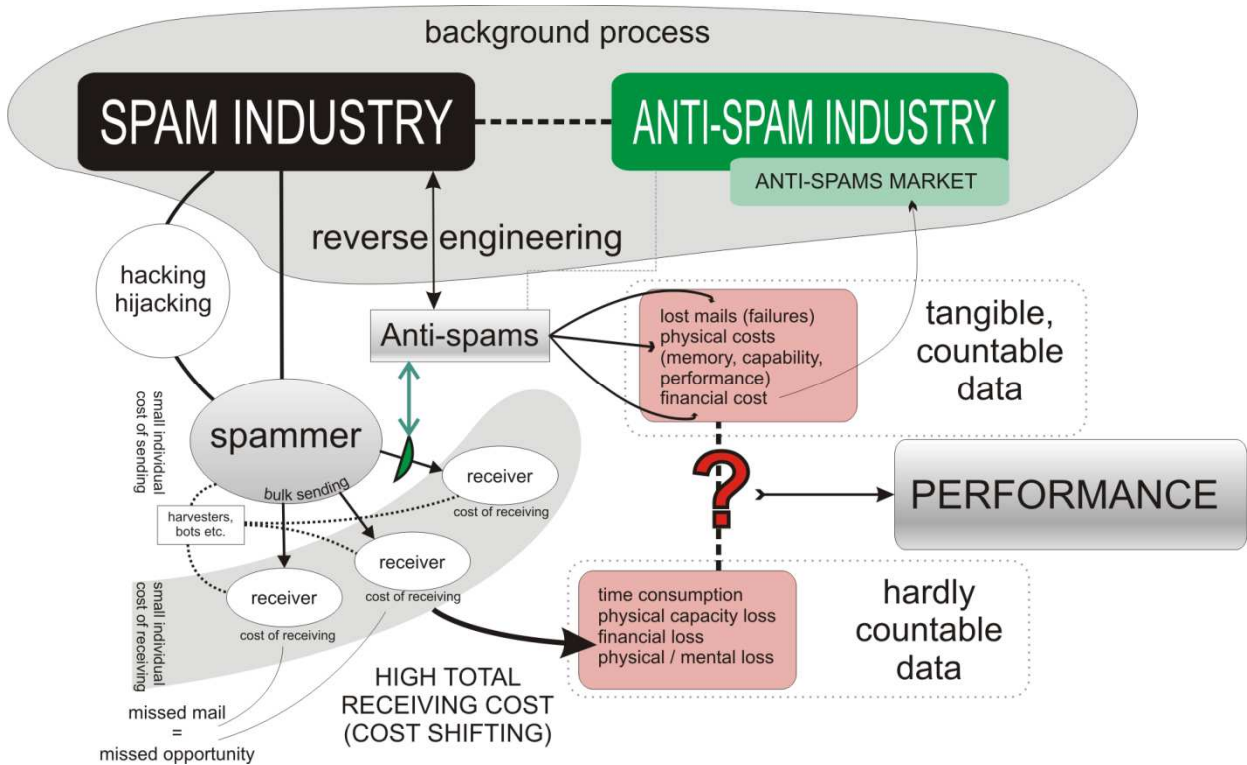 background process
SPAM INDUSTRY
ANTI-SPAM INDUSTRY
ANTI-SPAMS MARKET
reverse engineering
hacking
hijacking
Anti-spams
lost mails (failures)
physical costs
(memory, capability,
performance)
financial cost
tangible,
countable
data
small individual
cost of sending
spammer
bulk sending
harvesters,
bots etc.
receiver
cost of receiving
receiver
cost of receiving
receiver
cost of receiving
small individual
cost of receiving
?
PERFORMANCE
time consumption
physical capacity loss
financial loss
physical / mental loss
hardly
countable
data
HIGH TOTAL
RECEIVING COST
(COST SHIFTING)
missed mail
=
missed opportunity